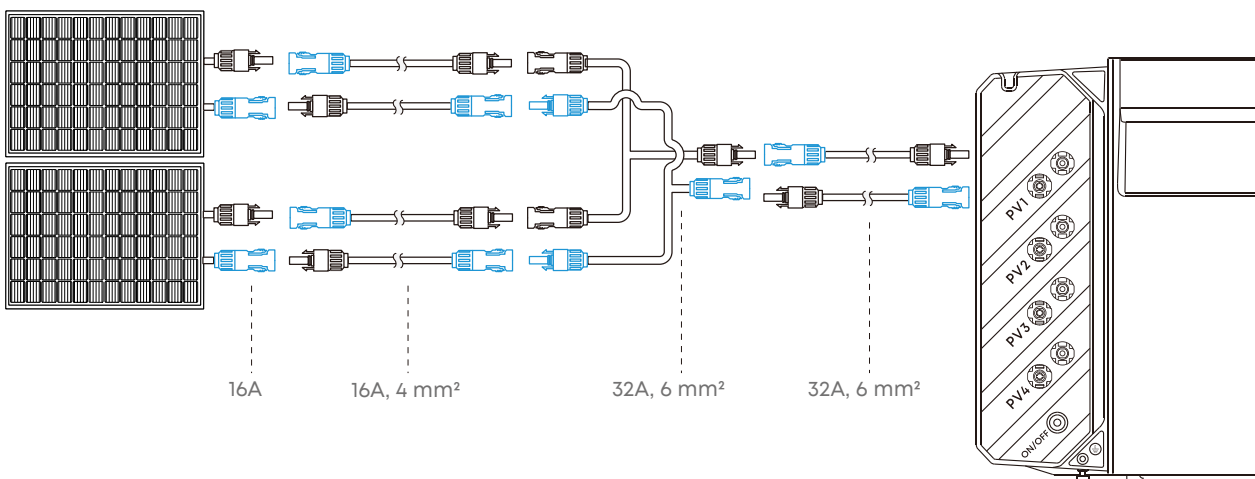 PV1
PV2
PV3
PV4
ON/OFF
16A
16A, 4 mm²
32A, 6 mm²
32A, 6 mm²